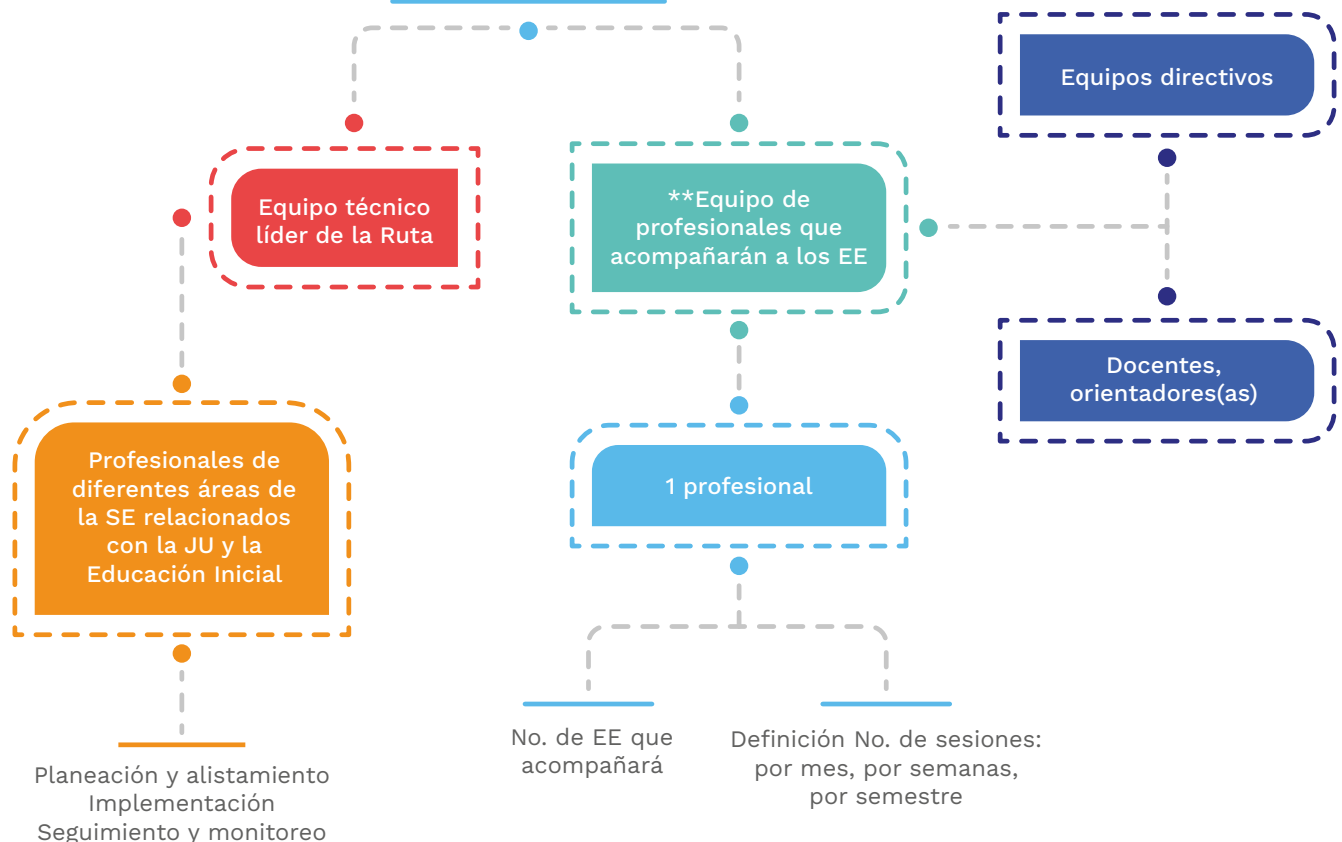 Equipos directivos
Equipo técnico
líder de la Ruta
**Equipo de
profesionales que
acompañarán a los EE
Docentes,
orientadores(as)
Profesionales de
diferentes áreas de
la SE relacionados
con la JU y la
Educación Inicial
1 profesional
No. de EE que
acompañará
Definición No. de sesiones:
por mes, por semanas,
por semestre
Planeación y alistamiento
Implementación
Seguimiento y monitoreo